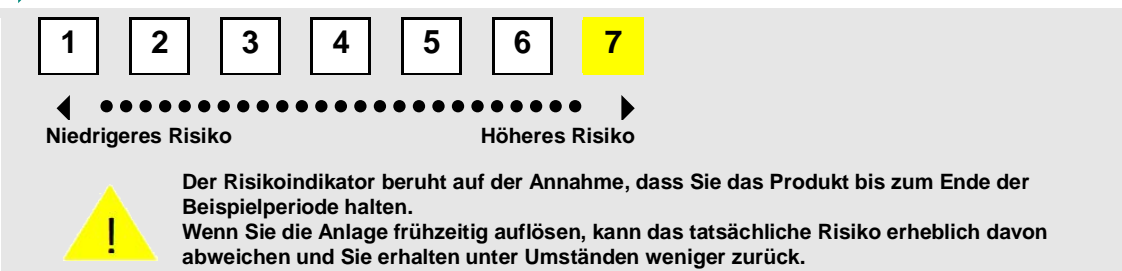 1 2 3 4 5 6 7
Niedrigeres Risiko Höheres Risiko
Der Risikoindikator beruht auf der Annahme, dass Sie das Produkt bis zum Ende der
Beispielperiode halten.
Wenn Sie die Anlage frühzeitig auflösen, kann das tatsächliche Risiko erheblich davon
abweichen und Sie erhalten unter Umständen weniger zurück.
!